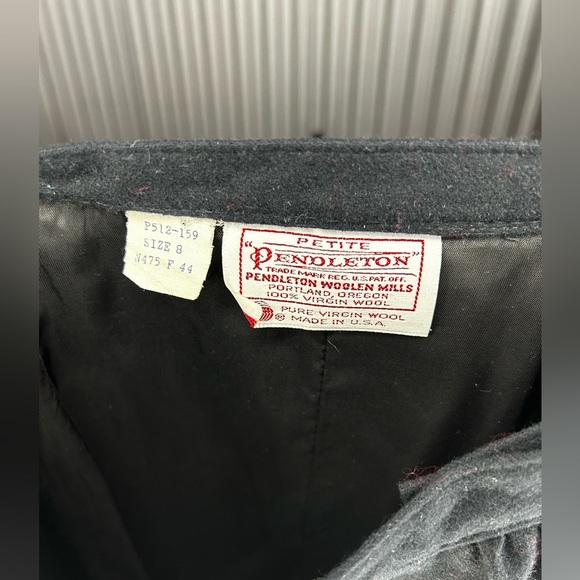 P512-159
SIZE 8
N475 F 44
PETITE
"PENDLETON"
TRADE MARK REG. U.S. PAT. OFF.
PENDLETON WOOLEN MILLS
PORTLAND, OREGON
100% VIRGIN WOOL
PURE VIRGIN WOOL
® MADE IN U.S.A.